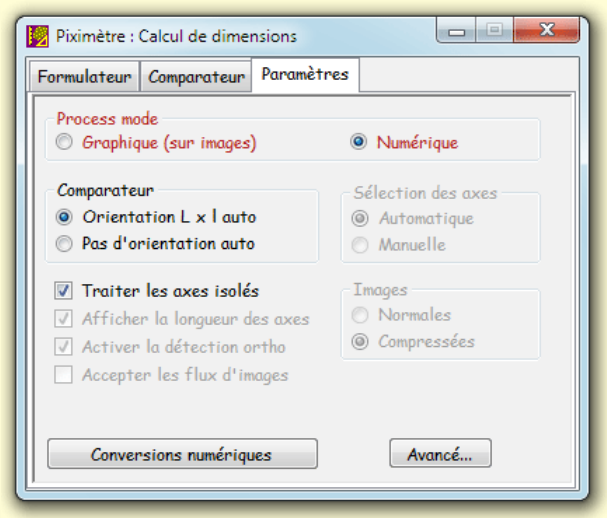 Piximètre : Calcul de dimensions
Formulateur Comparateur Paramètres
Process mode
Graphique (sur images) Numérique
Comparateur
Orientation L x l auto
Pas d'orientation auto
Sélection des axes
Automatique
Manuelle
Traiter les axes isolés
Afficher la longueur des axes
Activer la détection ortho
Accepter les flux d'images
Images
Normales
Compressées
Conversions numériques Avancé...